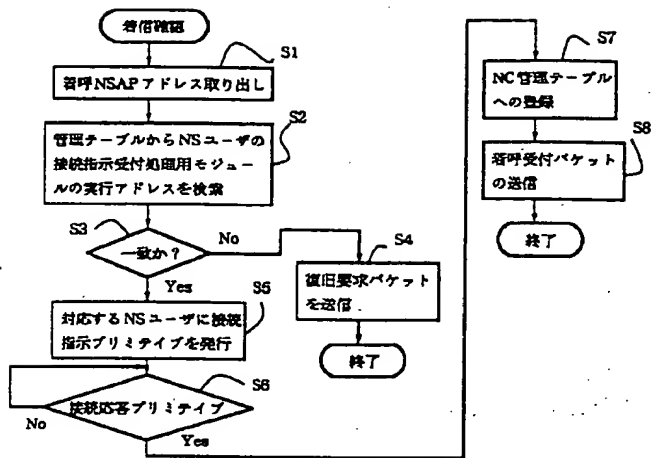 着信確認
S1
着呼NSAPアドレス取り出し
S2
管理テーブルからNSユーザの
接続指示受付処理用モジュー
ルの実行アドレスを検索
S3
一致か?
No
Yes
S4
復旧要求パケット
を送信
終了
S5
対応するNSユーザに接続
指示プリミティブを発行
S6
接続応答プリミティブ
No
Yes
S7
NC管理テーブル
への登録
S8
着呼受付パケット
の送信
終了